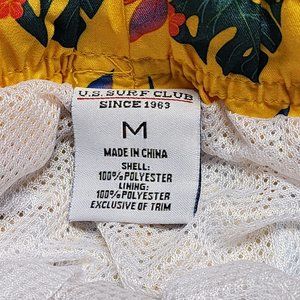 U.S. SURF CLUB
SINCE 1963
M
MADE IN CHINA
SHELL:
100% POLYESTER
LINING:
100% POLYESTER
EXCLUSIVE OF TRIM